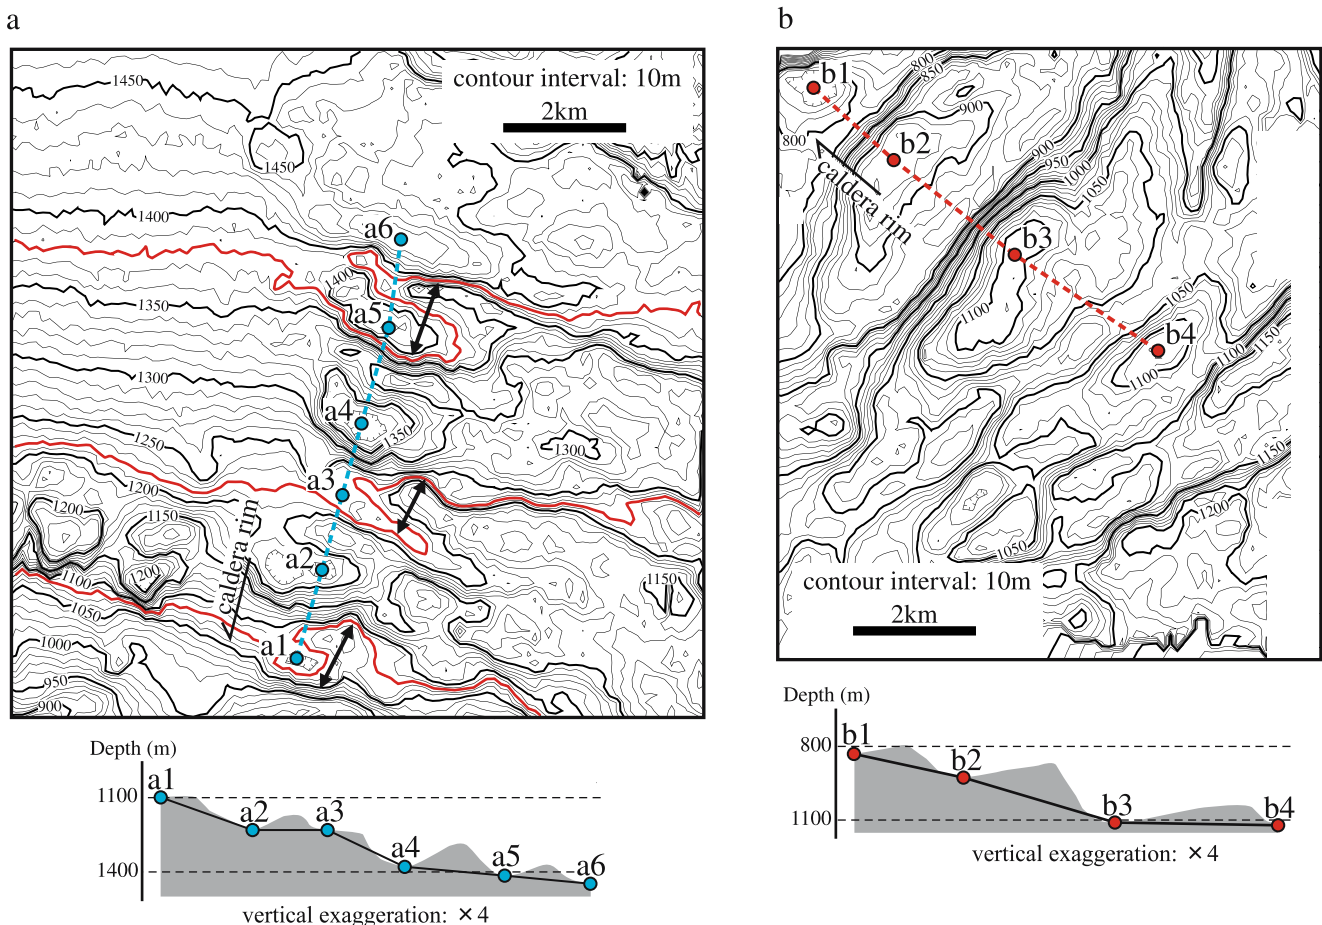 a
contour interval: 10m
2km
1450
1450
1400
a6
1400
1350
a5
1300
a4
1350
1300
1250
a3
1200
1200
1150
a2
1200
caldera rim
1150
1100
1050
a1
1000
950
900
Depth (m)
a1
1100
a2
a3
a4
a5
1400
a6
vertical exaggeration: ×4
b
b1
800
850
900
800
b2
900
950
1000
1050
caldera rim
b3
1050
1100
b4
1100
1150
1100
1150
1200
1050
contour interval: 10m
2km
Depth (m)
b1
800
b2
b3
b4
1100
vertical exaggeration: ×4